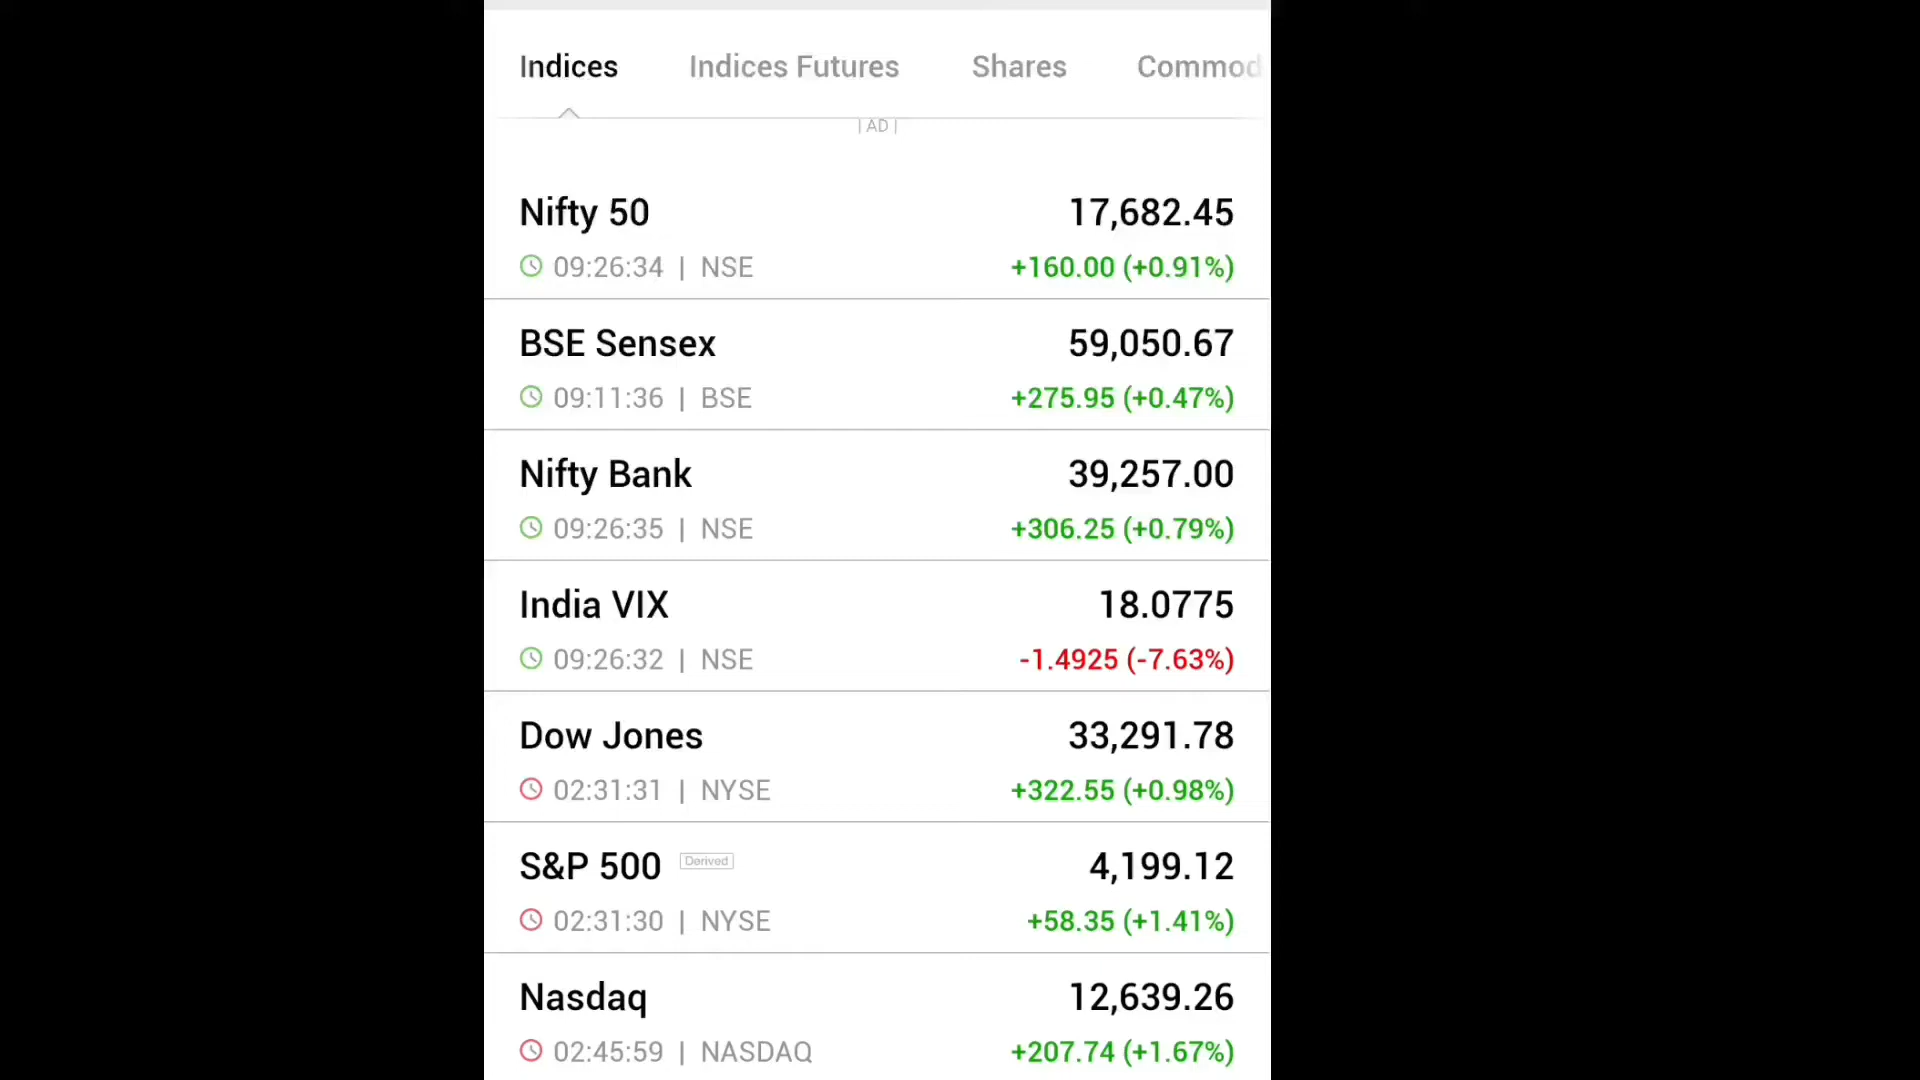 Indices Indices Futures Shares Commod
| AD |
Nifty 50 17,682.45
09:26:34 | NSE +160.00 (+0.91%)
BSE Sensex 59,050.67
09:11:36 | BSE +275.95 (+0.47%)
Nifty Bank 39,257.00
09:26:35 | NSE +306.25 (+0.79%)
India VIX 18.0775
09:26:32 | NSE -1.4925 (-7.63%)
Dow Jones 33,291.78
02:31:31 | NYSE +322.55 (+0.98%)
S&P 500 Derived 4,199.12
02:31:30 | NYSE +58.35 (+1.41%)
Nasdaq 12,639.26
02:45:59 | NASDAQ +207.74 (+1.67%)